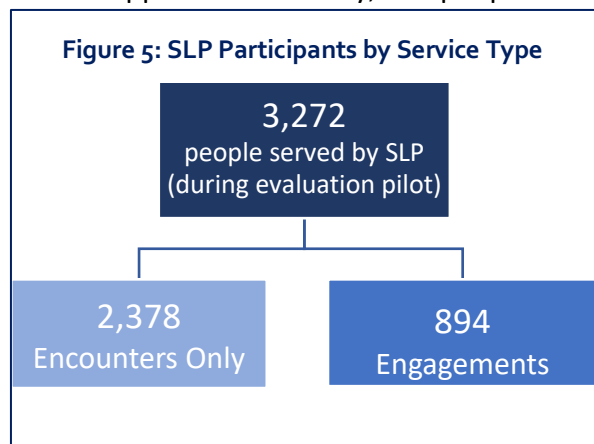 Figure 5: SLP Participants by Service Type
3,272
people served by SLP
(during evaluation pilot)
2,378
Encounters Only
894
Engagements